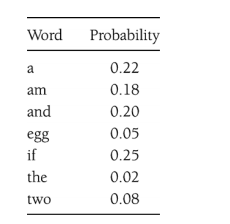 Word Probability
a 0.22
am 0.18
and 0.20
egg 0.05
if 0.25
the 0.02
two 0.08